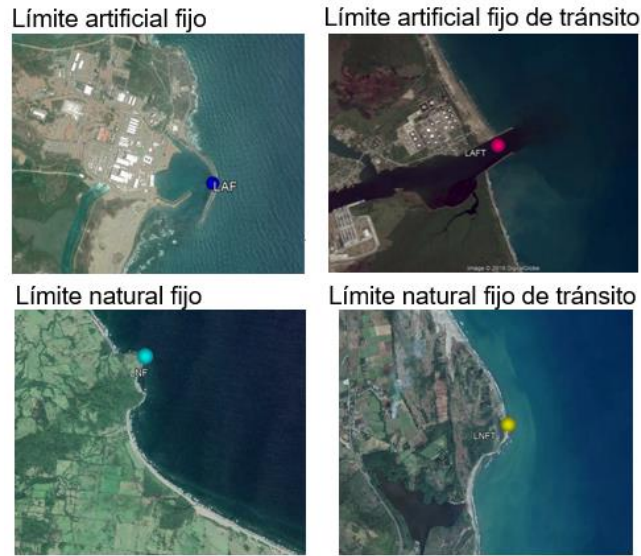 Límite artificial fijo
Límite artificial fijo de tránsito
LAF
LAFT
Image © 2016 DigitalGlobe
Límite natural fijo
Límite natural fijo de tránsito
NF
LNFT